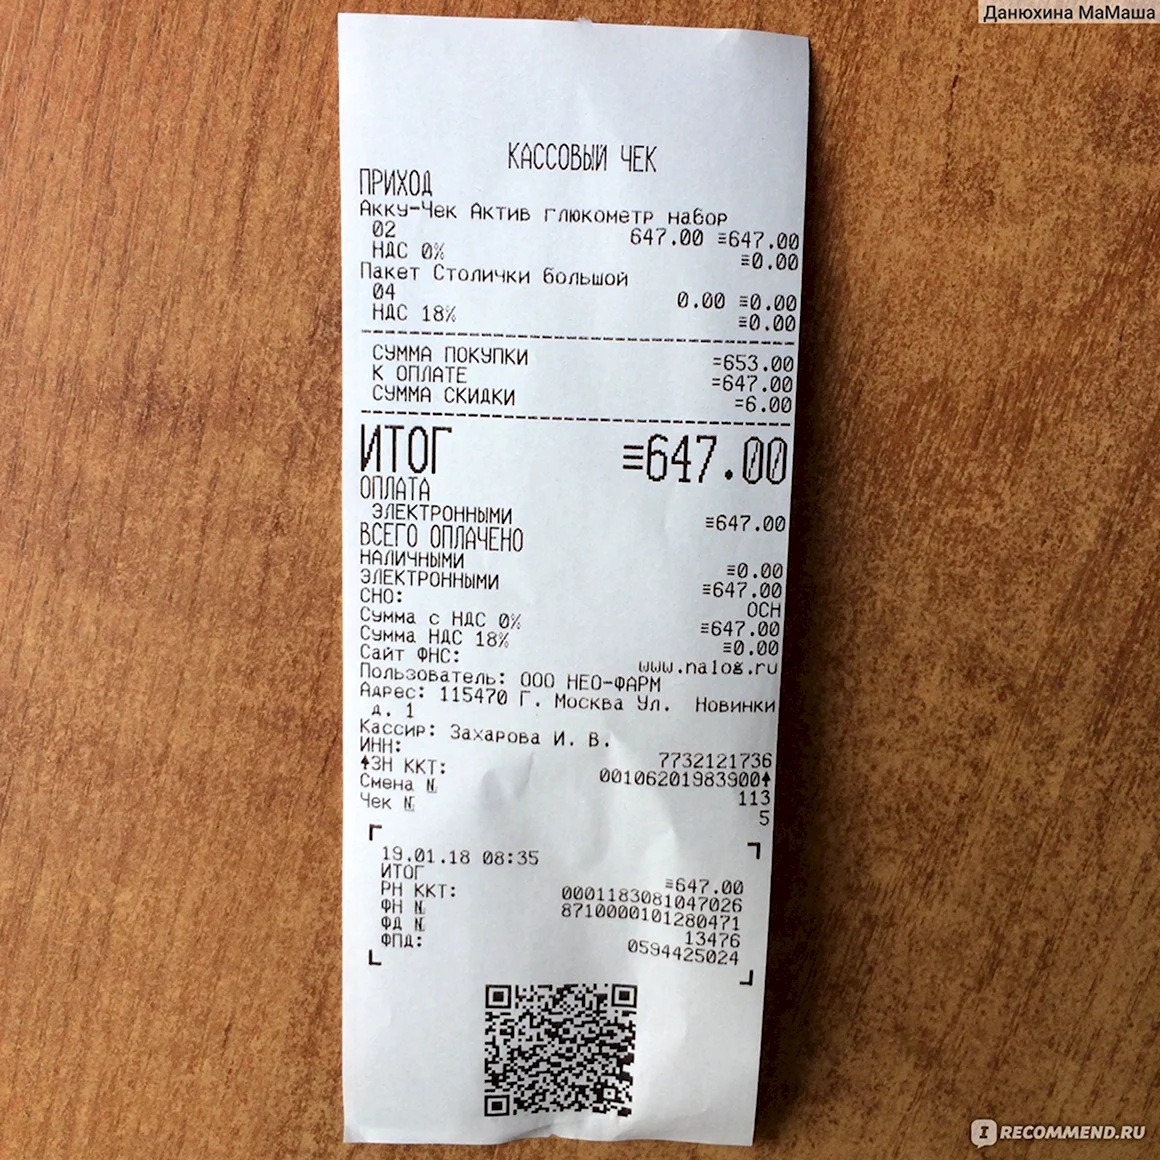 Данюхина МаМаша
КАССОВЫЙ ЧЕК
ПРИХОД
Акку-Чек Актив глюкометр набор
02 647.00 ≡647.00
НДС 0% ≡0.00
Пакет Столички большой
04 0.00 ≡0.00
НДС 18% ≡0.00
СУММА ПОКУПКИ =653.00
К ОПЛАТЕ =647.00
СУММА СКИДКИ =6.00
ИТОГ ≡647.00
ОПЛАТА
ЭЛЕКТРОННЫМИ ≡647.00
ВСЕГО ОПЛАЧЕНО
НАЛИЧНЫМИ ≡0.00
ЭЛЕКТРОННЫМИ ≡647.00
СНО: ОСН
Сумма с НДС 0% ≡647.00
Сумма НДС 18% ≡0.00
Сайт ФНС: www.nalog.ru
Пользователь: ООО НЕО-ФАРМ
Адрес: 115470 Г. Москва Ул. Новинки
д. 1
Кассир: Захарова И. В.
ИНН: 7732121736
ЗН ККТ: 00106201983900
Смена № 113
Чек № 5
19.01.18 08:35
ИТОГ ≡647.00
РН ККТ: 0001183081047026
ФН № 8710000101280471
ФД № 13476
ФПД: 0594425024
IRECOMMEND.RU